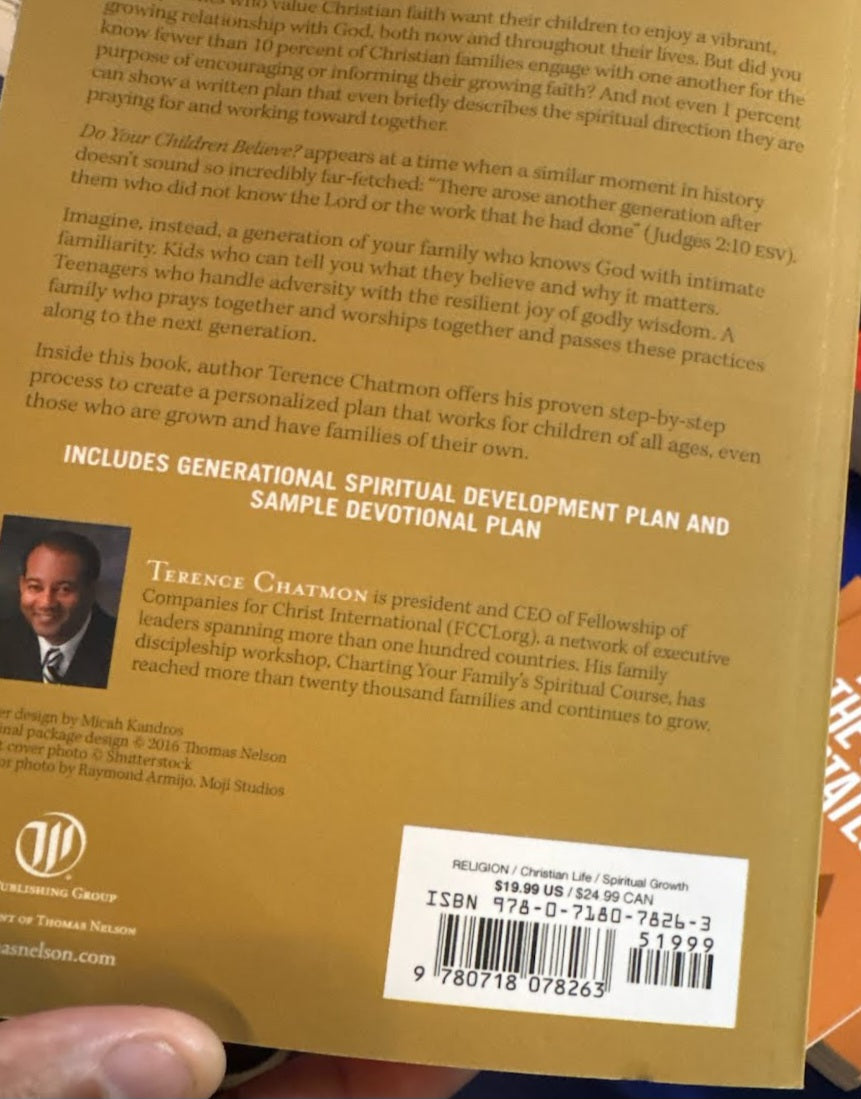 who value Christian faith want their children to enjoy a vibrant,
growing relationship with God, both now and throughout their lives. But did you
know fewer than 10 percent of Christian families engage with one another for the
purpose of encouraging or informing their growing faith? And not even 1 percent
can show a written plan that even briefly describes the spiritual direction they are
praying for and working toward together.
Do Your Children Believe? appears at a time when a similar moment in history
doesn't sound so incredibly far-fetched: “There arose another generation after
them who did not know the Lord or the work that he had done” (Judges 2:10 ESV).
Imagine, instead, a generation of your family who knows God with intimate
familiarity. Kids who can tell you what they believe and why it matters.
Teenagers who handle adversity with the resilient joy of godly wisdom. A
family who prays together and worships together and passes these practices
along to the next generation.
Inside this book, author Terence Chatmon offers his proven step-by-step
process to create a personalized plan that works for children of all ages, even
those who are grown and have families of their own.
INCLUDES GENERATIONAL SPIRITUAL DEVELOPMENT PLAN AND
SAMPLE DEVOTIONAL PLAN
TERENCE CHATMON is president and CEO of Fellowship of
Companies for Christ International (FCCI.org), a network of executive
leaders spanning more than one hundred countries. His family
discipleship workshop, Charting Your Family's Spiritual Course, has
reached more than twenty thousand families and continues to grow.
er design by Micah Kandros
inal package design © 2016 Thomas Nelson
t cover photo © Shutterstock
or photo by Raymond Armijo, Moji Studios
W
UBLISHING GROUP
NT OF THOMAS NELSON
asnelson.com
RELIGION / Christian Life / Spiritual Growth
$19.99 US / $24.99 CAN
ISBN 978-0-7180-7826-3
51999
9 780718 078263
THE